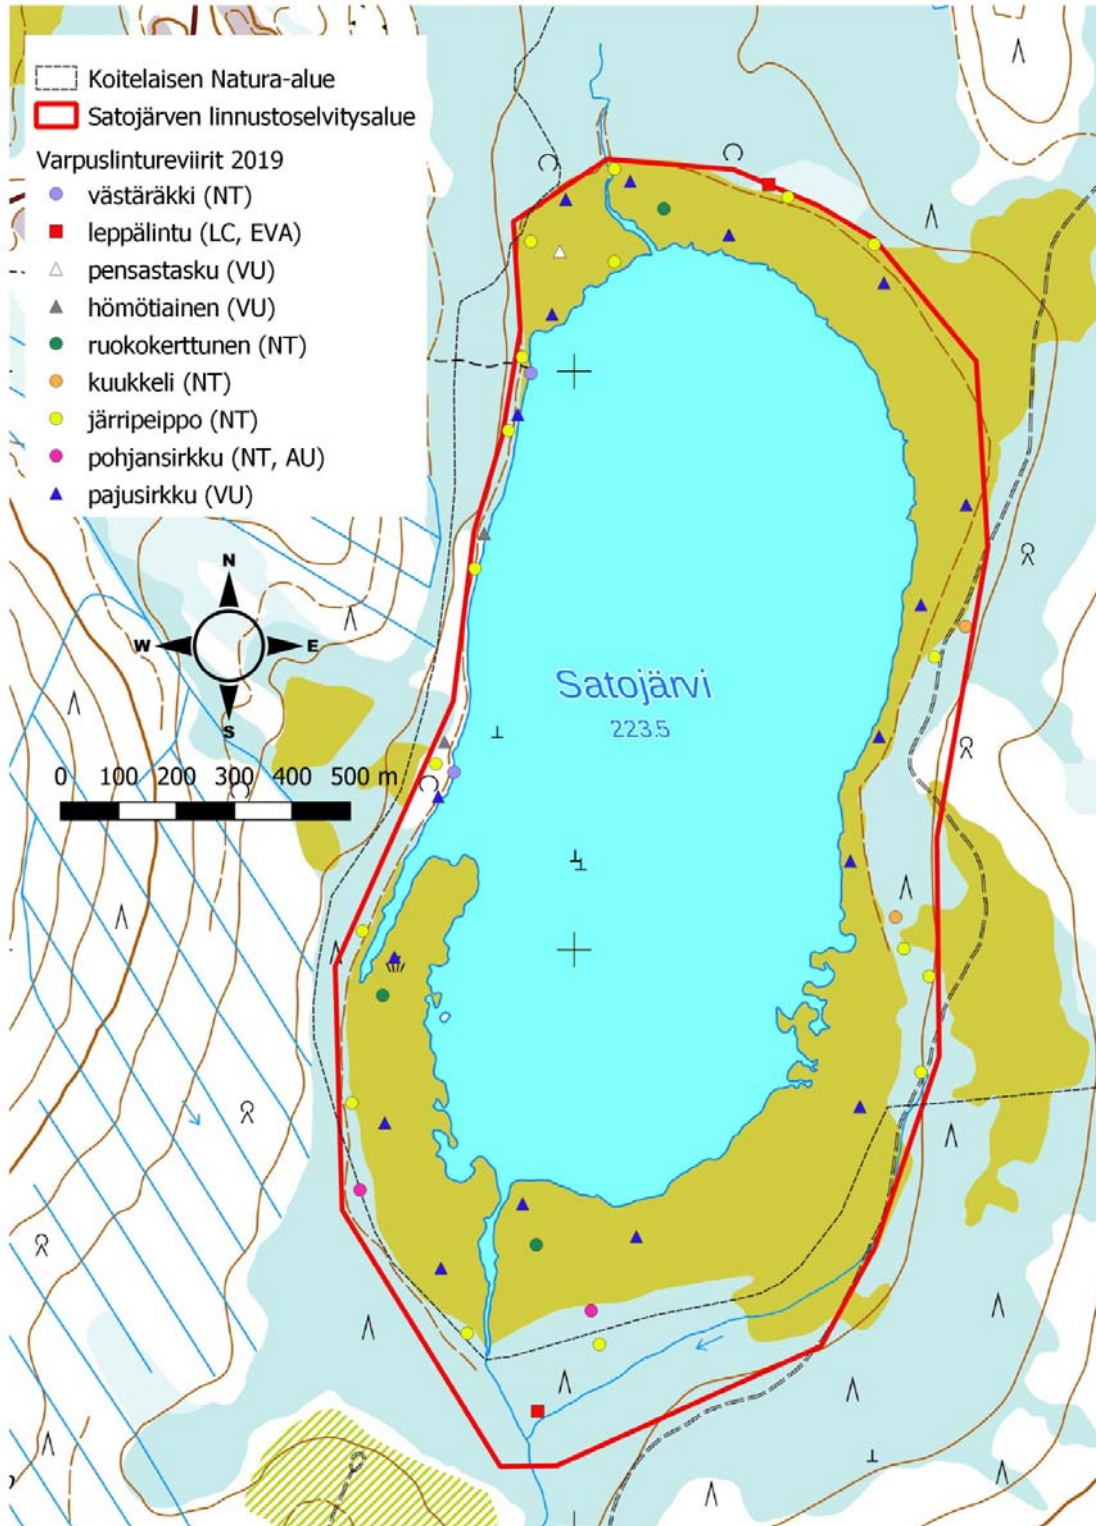 Koitelaisen Natura-alue
Satojärven linnustoselvitysalue
Varpuslintureviirit 2019
västäräkki (NT)
leppälintu (LC, EVA)
pensastasku (VU)
hömötiainen (VU)
ruokokerttunen (NT)
kuukkeli (NT)
järripeippo (NT)
pohjansirkku (NT, AU)
pajusirkku (VU)
N
W E
S
Satojärvi
223.5
0 100 200 300 400 500 m